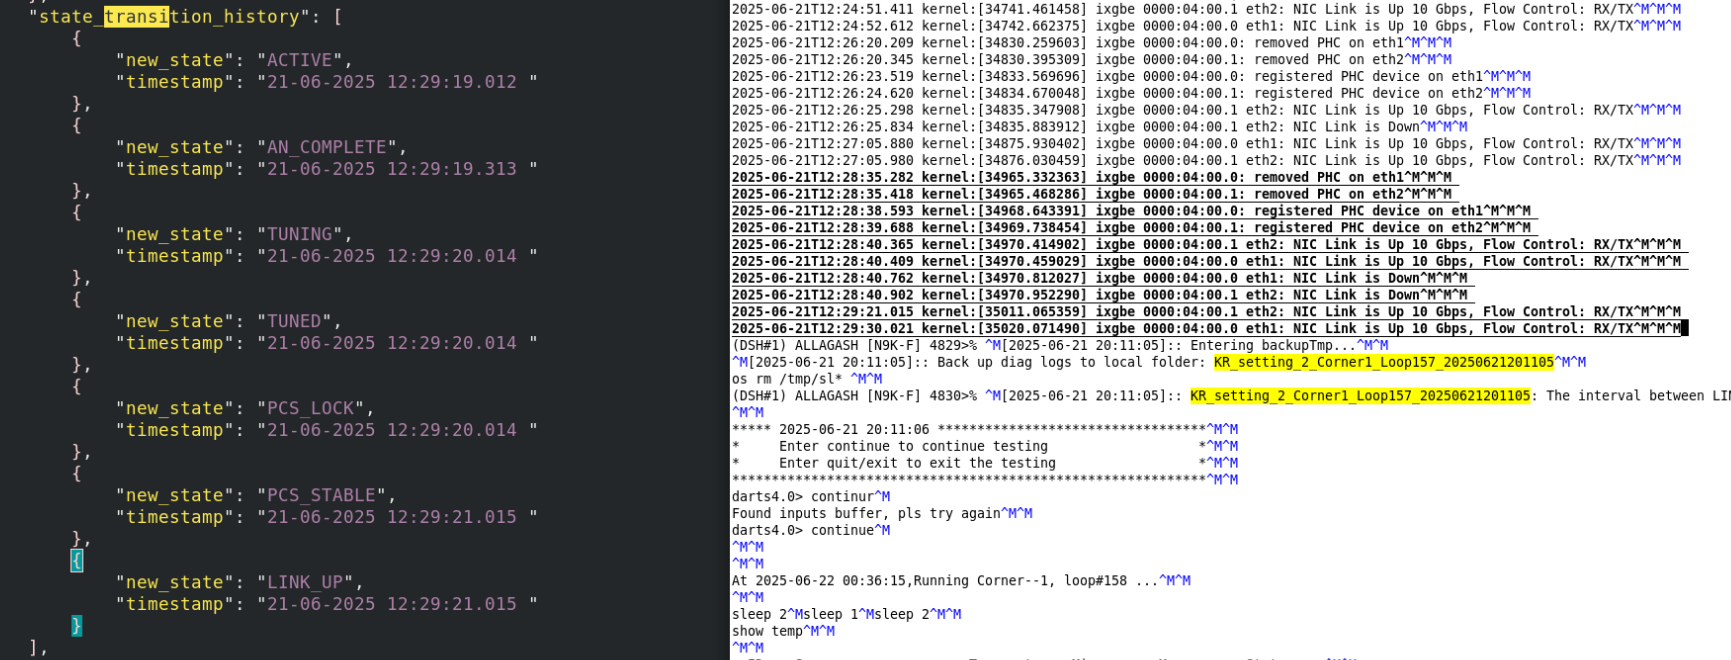 "state_transition_history": [
{
"new_state": "ACTIVE",
"timestamp": "21-06-2025 12:29:19.012 "
},
{
"new_state": "AN_COMPLETE",
"timestamp": "21-06-2025 12:29:19.313 "
},
{
"new_state": "TUNING",
"timestamp": "21-06-2025 12:29:20.014 "
},
{
"new_state": "TUNED",
"timestamp": "21-06-2025 12:29:20.014 "
},
{
"new_state": "PCS_LOCK",
"timestamp": "21-06-2025 12:29:20.014 "
},
{
"new_state": "PCS_STABLE",
"timestamp": "21-06-2025 12:29:21.015 "
},
{
"new_state": "LINK_UP",
"timestamp": "21-06-2025 12:29:21.015 "
}
],
2025-06-21T12:24:51.411 kernel:[34741.461458] ixgbe 0000:04:00.1 eth2: NIC Link is Up 10 Gbps, Flow Control: RX/TX^M^M^M
2025-06-21T12:24:52.612 kernel:[34742.662375] ixgbe 0000:04:00.1 eth2: NIC Link is Up 10 Gbps, Flow Control: RX/TX^M^M^M
2025-06-21T12:26:20.209 kernel:[34830.259603] ixgbe 0000:04:00.0: removed PHC on eth1^M^M^M
2025-06-21T12:26:20.345 kernel:[34830.395309] ixgbe 0000:04:00.1: removed PHC on eth2^M^M^M
2025-06-21T12:26:23.519 kernel:[34833.569696] ixgbe 0000:04:00.0: registered PHC device on eth1^M^M^M
2025-06-21T12:26:24.620 kernel:[34834.670048] ixgbe 0000:04:00.1: registered PHC device on eth2^M^M^M
2025-06-21T12:26:25.298 kernel:[34835.347908] ixgbe 0000:04:00.1 eth2: NIC Link is Up 10 Gbps, Flow Control: RX/TX^M^M^M
2025-06-21T12:26:25.834 kernel:[34835.883912] ixgbe 0000:04:00.1 eth2: NIC Link is Down^M^M^M
2025-06-21T12:27:05.880 kernel:[34875.930402] ixgbe 0000:04:00.0 eth1: NIC Link is Up 10 Gbps, Flow Control: RX/TX^M^M^M
2025-06-21T12:27:05.980 kernel:[34876.030459] ixgbe 0000:04:00.1 eth2: NIC Link is Up 10 Gbps, Flow Control: RX/TX^M^M^M
2025-06-21T12:28:35.282 kernel:[34965.332363] ixgbe 0000:04:00.0: removed PHC on eth1^M^M^M
2025-06-21T12:28:35.418 kernel:[34965.468286] ixgbe 0000:04:00.1: removed PHC on eth2^M^M^M
2025-06-21T12:28:38.593 kernel:[34968.643391] ixgbe 0000:04:00.0: registered PHC device on eth1^M^M^M
2025-06-21T12:28:39.688 kernel:[34969.738454] ixgbe 0000:04:00.1: registered PHC device on eth2^M^M^M
2025-06-21T12:28:40.365 kernel:[34970.414902] ixgbe 0000:04:00.1 eth2: NIC Link is Up 10 Gbps, Flow Control: RX/TX^M^M^M
2025-06-21T12:28:40.409 kernel:[34970.459029] ixgbe 0000:04:00.0 eth1: NIC Link is Up 10 Gbps, Flow Control: RX/TX^M^M^M
2025-06-21T12:28:40.762 kernel:[34970.812027] ixgbe 0000:04:00.0 eth1: NIC Link is Down^M^M^M
2025-06-21T12:28:40.902 kernel:[34970.952290] ixgbe 0000:04:00.1 eth2: NIC Link is Down^M^M^M
2025-06-21T12:29:21.015 kernel:[35011.065359] ixgbe 0000:04:00.1 eth2: NIC Link is Up 10 Gbps, Flow Control: RX/TX^M^M^M
2025-06-21T12:29:30.021 kernel:[35020.071490] ixgbe 0000:04:00.0 eth1: NIC Link is Up 10 Gbps, Flow Control: RX/TX^M^M^M
(DSH#1) ALLAGASH [N9K-F] 4829>% ^M[2025-06-21 20:11:05]:: Entering backupTmp...^M^M
^M[2025-06-21 20:11:05]:: Back up diag logs to local folder: KR_setting_2_Corner1_Loop157_20250621201105^M^M
os rm /tmp/sl* ^M^M
(DSH#1) ALLAGASH [N9K-F] 4830>% ^M[2025-06-21 20:11:05]:: KR_setting_2_Corner1_Loop157_20250621201105: The interval between LI
^M^M
***** 2025-06-21 20:11:06 **********************************^M^M
*     Enter continue to continue testing                   *^M^M
*     Enter quit/exit to exit the testing                  *^M^M
************************************************************^M^M
darts4.0> continur^M
Found inputs buffer, pls try again^M^M
darts4.0> continue^M
^M^M
^M^M
At 2025-06-22 00:36:15,Running Corner--1, loop#158 ...^M^M
^M^M
sleep 2^Msleep 1^Msleep 2^M^M
show temp^M^M
^M^M